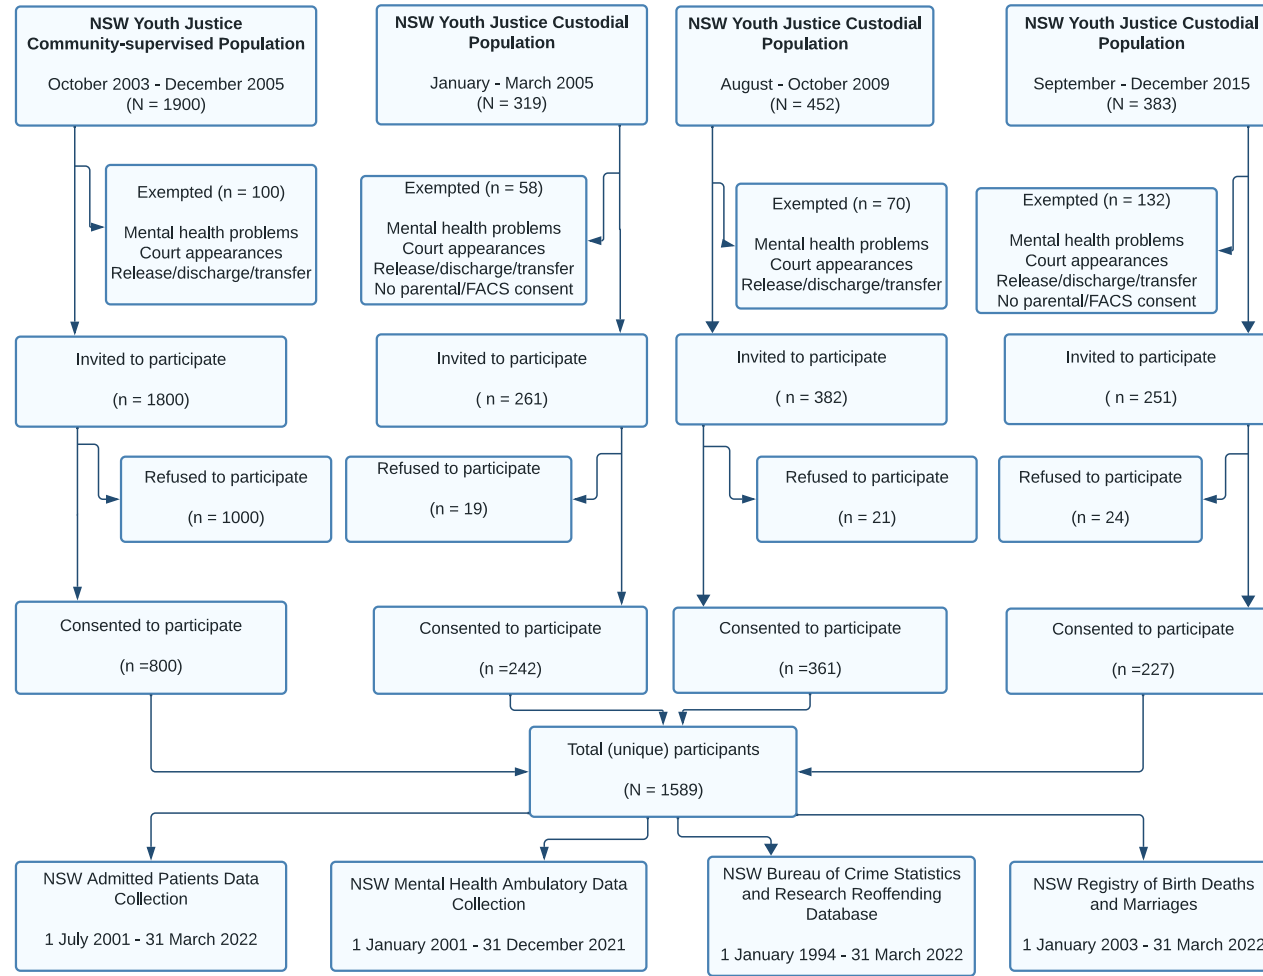 NSW Youth Justice
Community-supervised Population
October 2003 - December 2005
(N = 1900)
NSW Youth Justice Custodial
Population
January - March 2005
(N = 319)
NSW Youth Justice Custodial
Population
August - October 2009
(N = 452)
NSW Youth Justice Custodial
Population
September - December 2015
(N = 383)
Exempted (n = 100)
Mental health problems
Court appearances
Release/discharge/transfer
Exempted (n = 58)
Mental health problems
Court appearances
Release/discharge/transfer
No parental/FACS consent
Exempted (n = 70)
Mental health problems
Court appearances
Release/discharge/transfer
Exempted (n = 132)
Mental health problems
Court appearances
Release/discharge/transfer
No parental/FACS consent
Invited to participate
(n = 1800)
Invited to participate
( n = 261)
Invited to participate
( n = 382)
Invited to participate
( n = 251)
Refused to participate
(n = 1000)
Refused to participate
(n = 19)
Refused to participate
(n = 21)
Refused to participate
(n = 24)
Consented to participate
(n =800)
Consented to participate
(n =242)
Consented to participate
(n =361)
Consented to participate
(n =227)
Total (unique) participants
(N = 1589)
NSW Admitted Patients Data
Collection
1 July 2001 - 31 March 2022
NSW Mental Health Ambulatory Data
Collection
1 January 2001 - 31 December 2021
NSW Bureau of Crime Statistics
and Research Reoffending
Database
1 January 1994 - 31 March 2022
NSW Registry of Birth Deaths
and Marriages
1 January 2003 - 31 March 2022